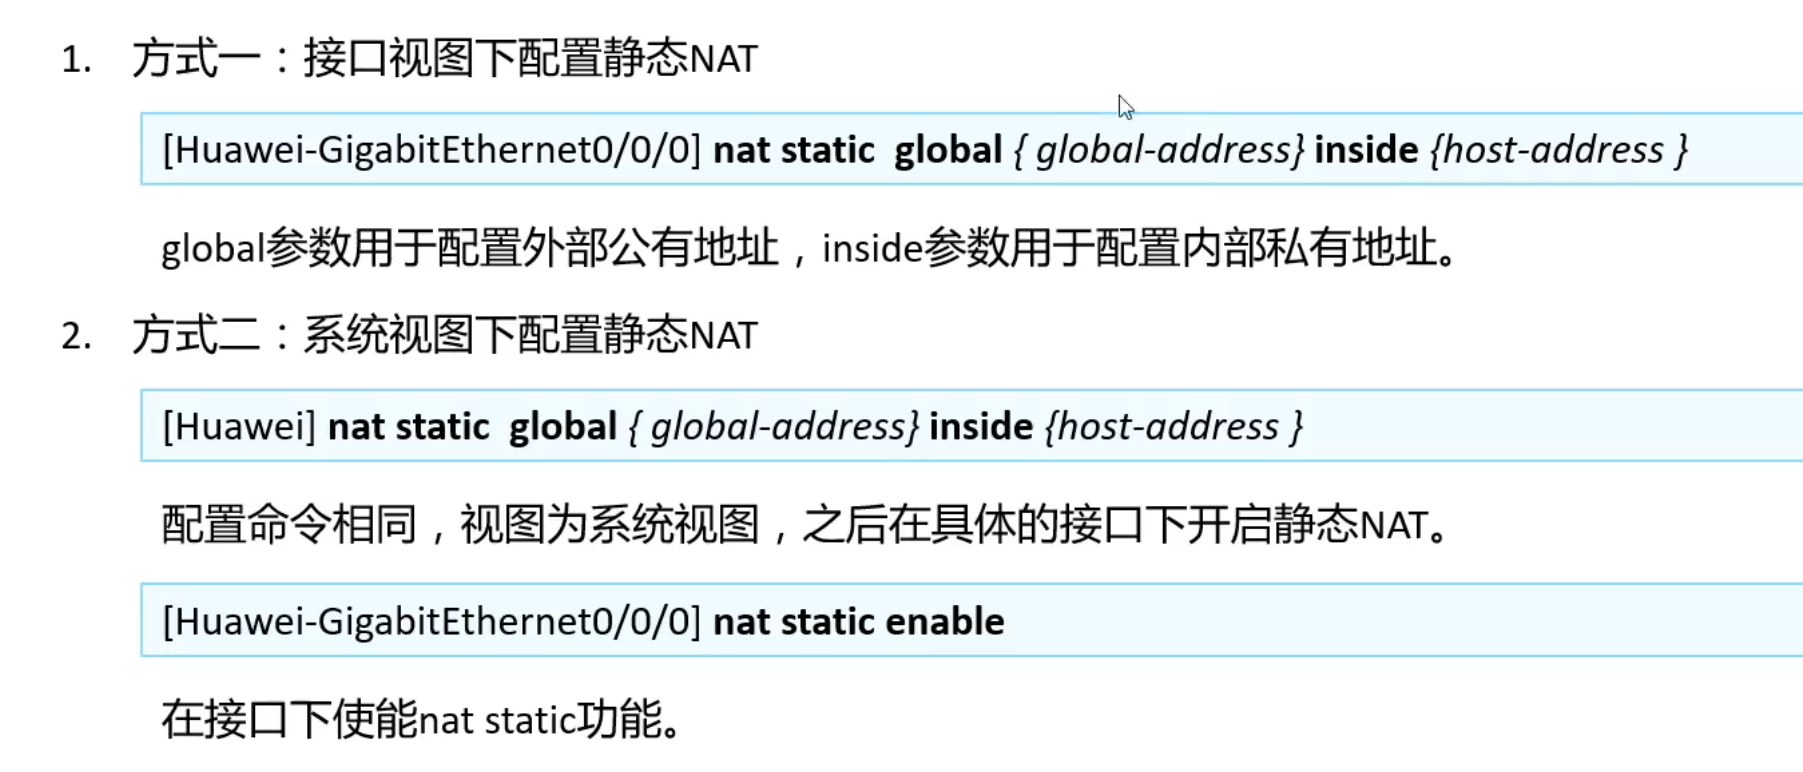 1. 方式一：接口视图下配置静态NAT
[Huawei-GigabitEthernet0/0/0] nat static  global { global-address} inside {host-address }
global参数用于配置外部公有地址，inside参数用于配置内部私有地址。
2. 方式二：系统视图下配置静态NAT
[Huawei] nat static  global { global-address} inside {host-address }
配置命令相同，视图为系统视图，之后在具体的接口下开启静态NAT。
[Huawei-GigabitEthernet0/0/0] nat static enable
在接口下使能nat static功能。